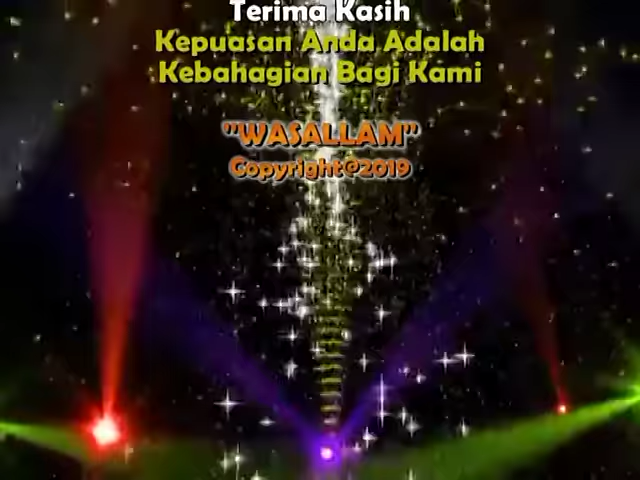 Terima Kasih
Kepuasan Anda Adalah
Kebahagian Bagi Kami
"WASALLAM"
Copyright@2019